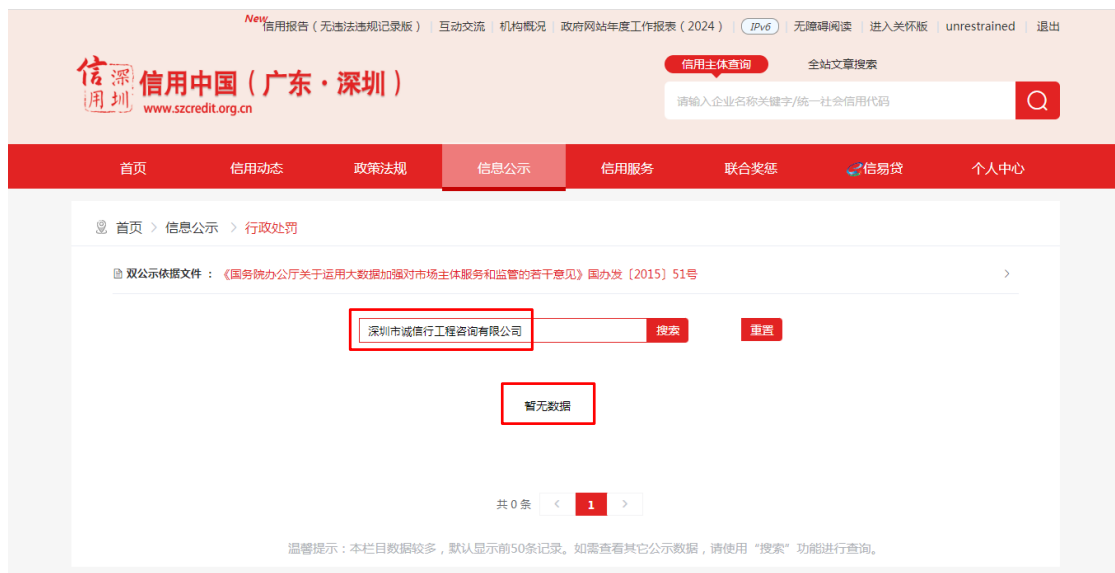 New
信用报告(无违法违规记录版) 互动交流 机构概况 政府网站年度工作报表(2024) IPv6 无障碍阅读 进入关怀版 unrestrained 退出
信用深圳
信用中国(广东·深圳)
www.szcredit.org.cn
信用主体查询 全站文章搜索
请输入企业名称关键字/统一社会信用代码
首页 信用动态 政策法规 信息公示 信用服务 联合奖惩 信易贷 个人中心
首页 > 信息公示 > 行政处罚
双公示依据文件 : 《国务院办公厅关于运用大数据加强对市场主体服务和监管的若干意见》国办发〔2015〕51号 >
深圳市诚信行工程咨询有限公司 搜索 重置
暂无数据
共 0 条 < 1 >
温馨提示:本栏目数据较多,默认显示前50条记录。如需查看其它公示数据,请使用“搜索”功能进行查询。